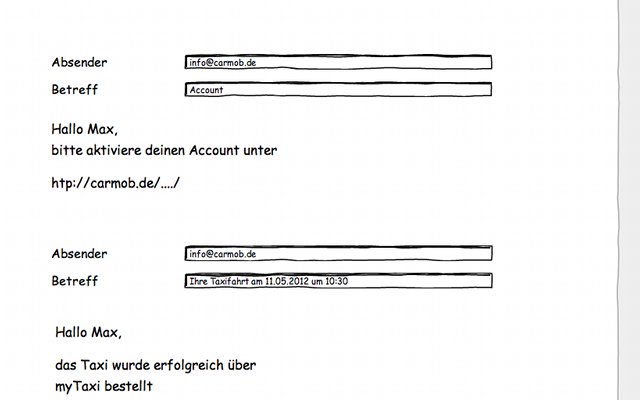 Absender info@carmob.de
Betreff Account
Hallo Max,
bitte aktiviere deinen Account unter
htp://carmob.de/..../
Absender info@carmob.de
Betreff Ihre Taxifahrt am 11.05.2012 um 10:30
Hallo Max,
das Taxi wurde erfolgreich über
myTaxi bestellt